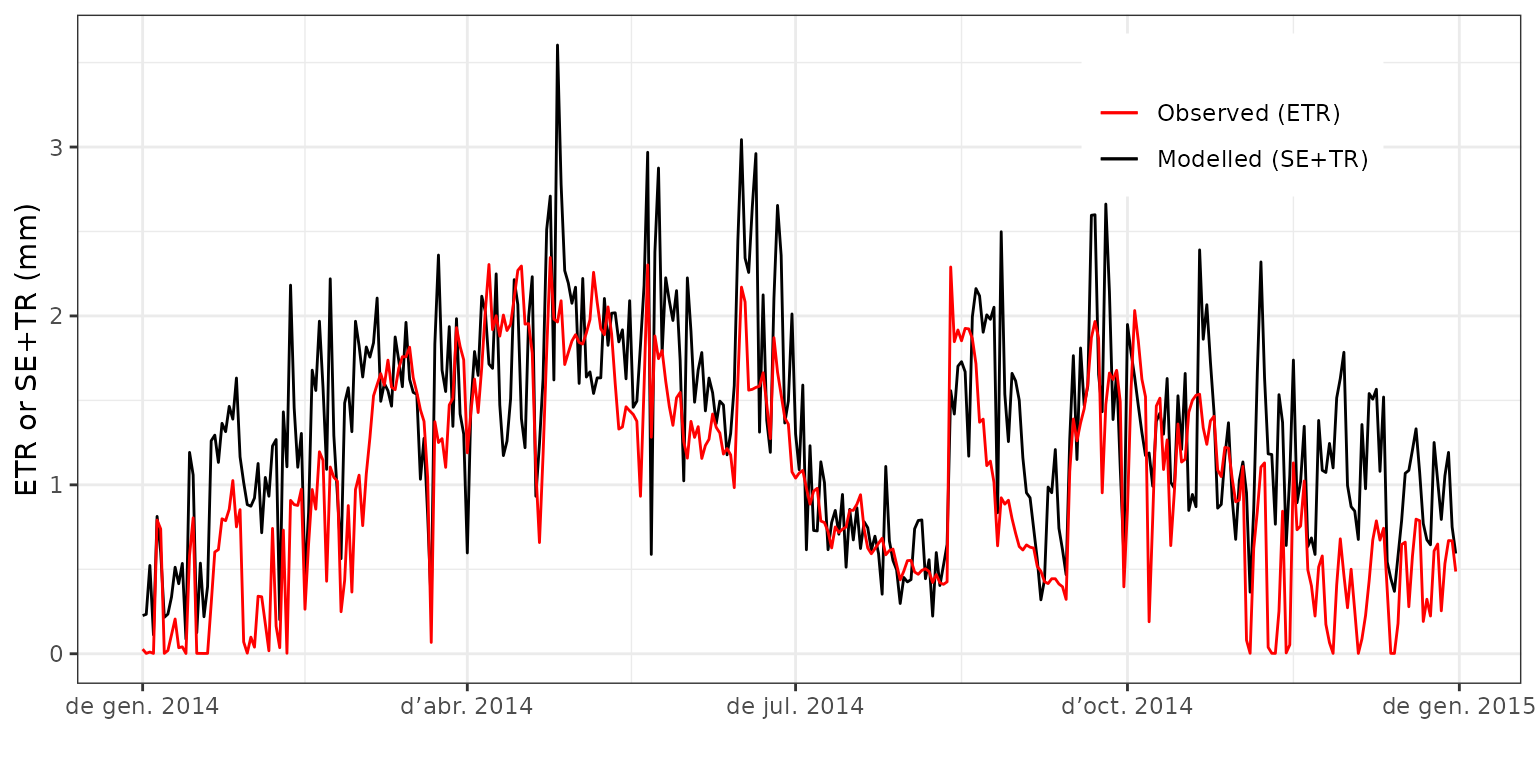 ETR or SE+TR (mm)
3
2
1
0
Observed (ETR)
Modelled (SE+TR)
de gen. 2014
d’abr. 2014
de jul. 2014
d’oct. 2014
de gen. 2015